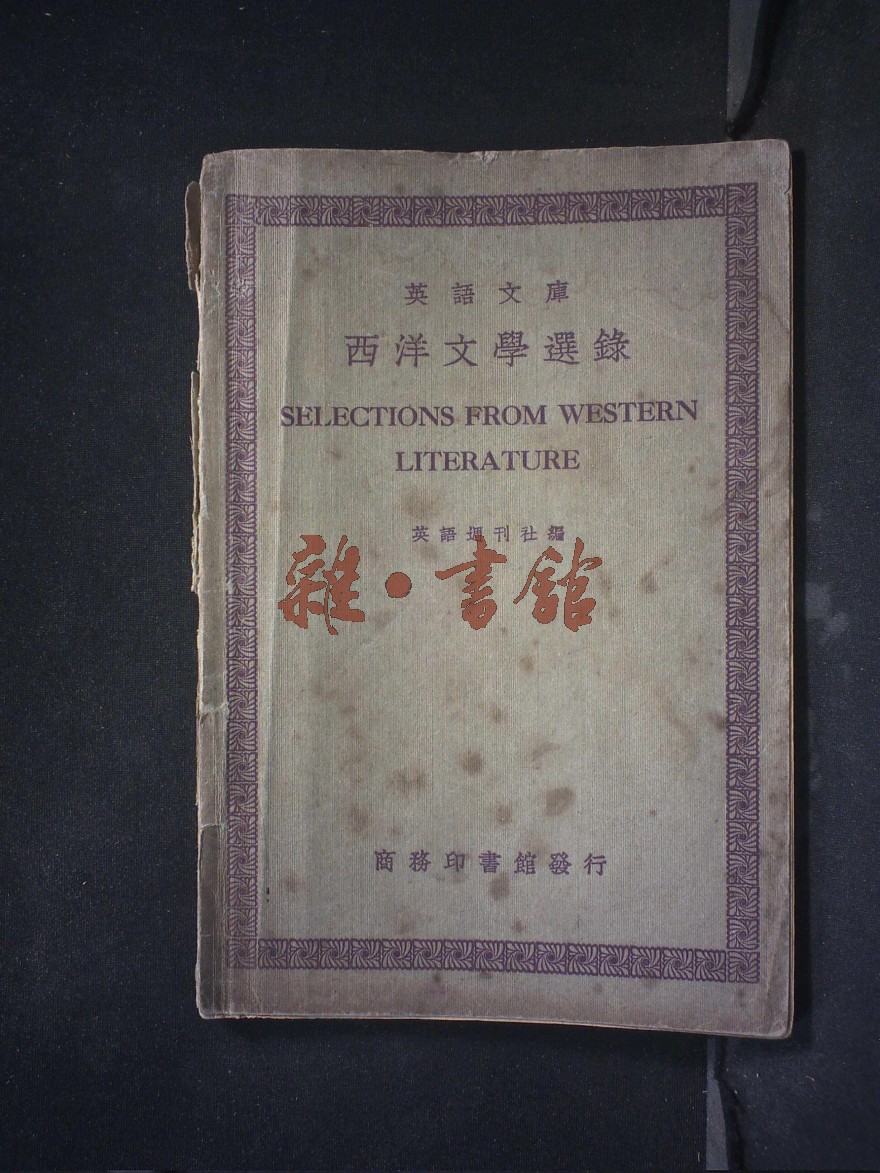 英語文庫
西洋文學選錄
SELECTIONS FROM WESTERN
LITERATURE
英語週刊社編
雜·書館
商務印書館發行